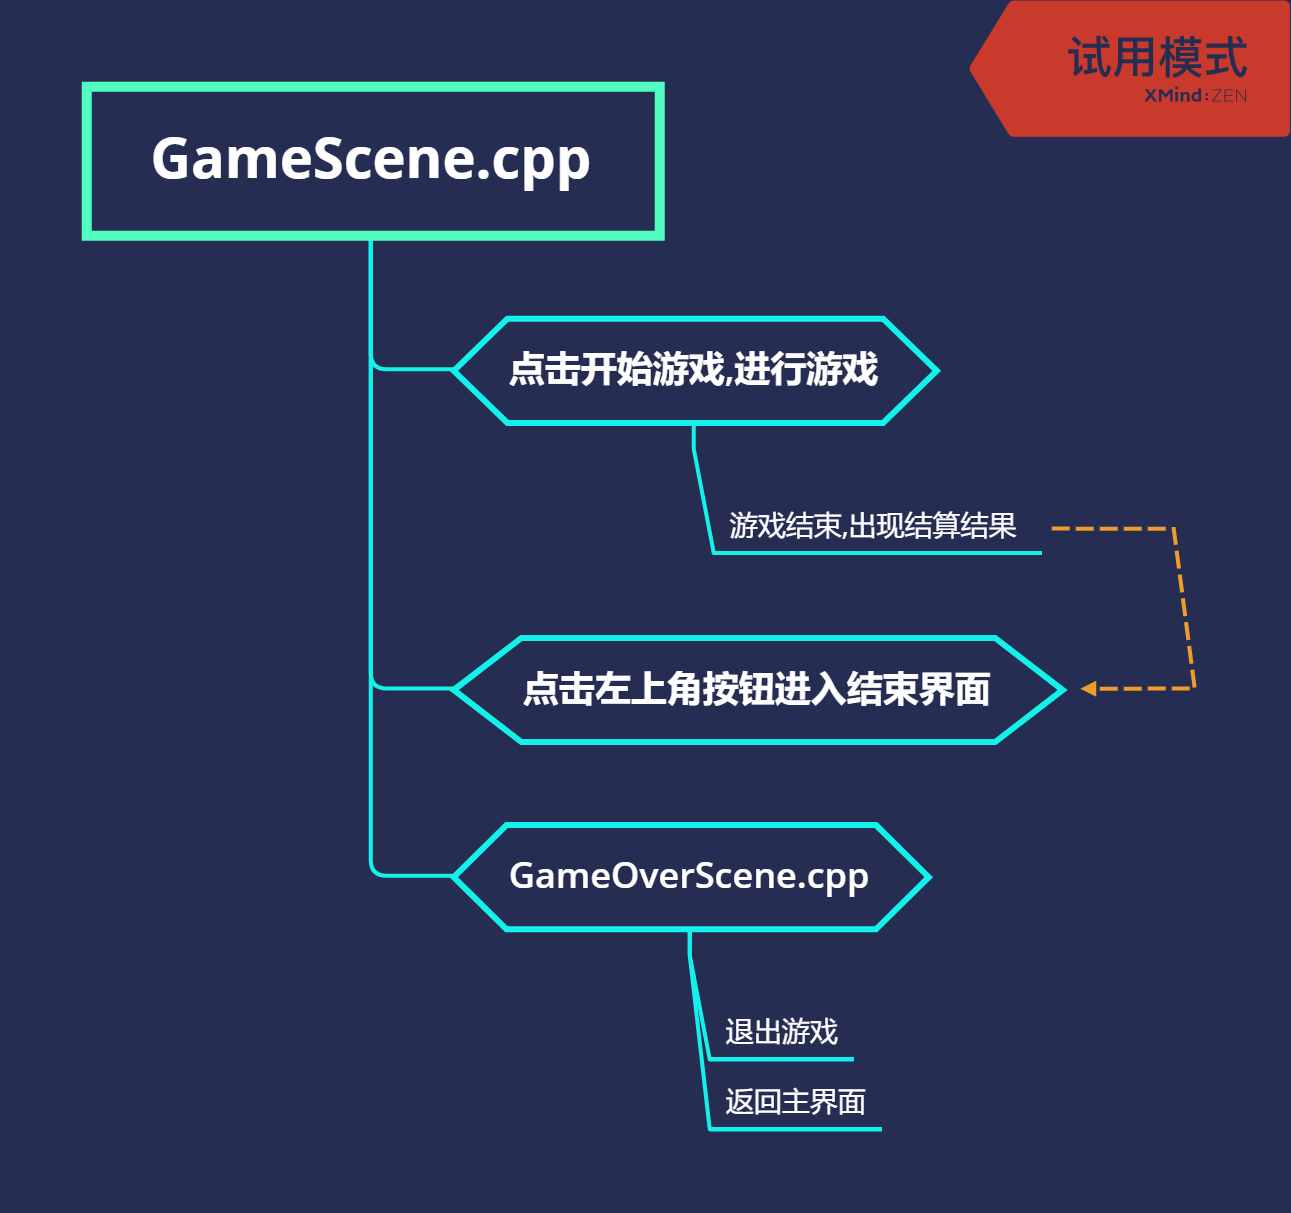 试用模式
XMind:ZEN
GameScene.cpp
点击开始游戏,进行游戏
游戏结束,出现结算结果
点击左上角按钮进入结束界面
GameOverScene.cpp
退出游戏
返回主界面